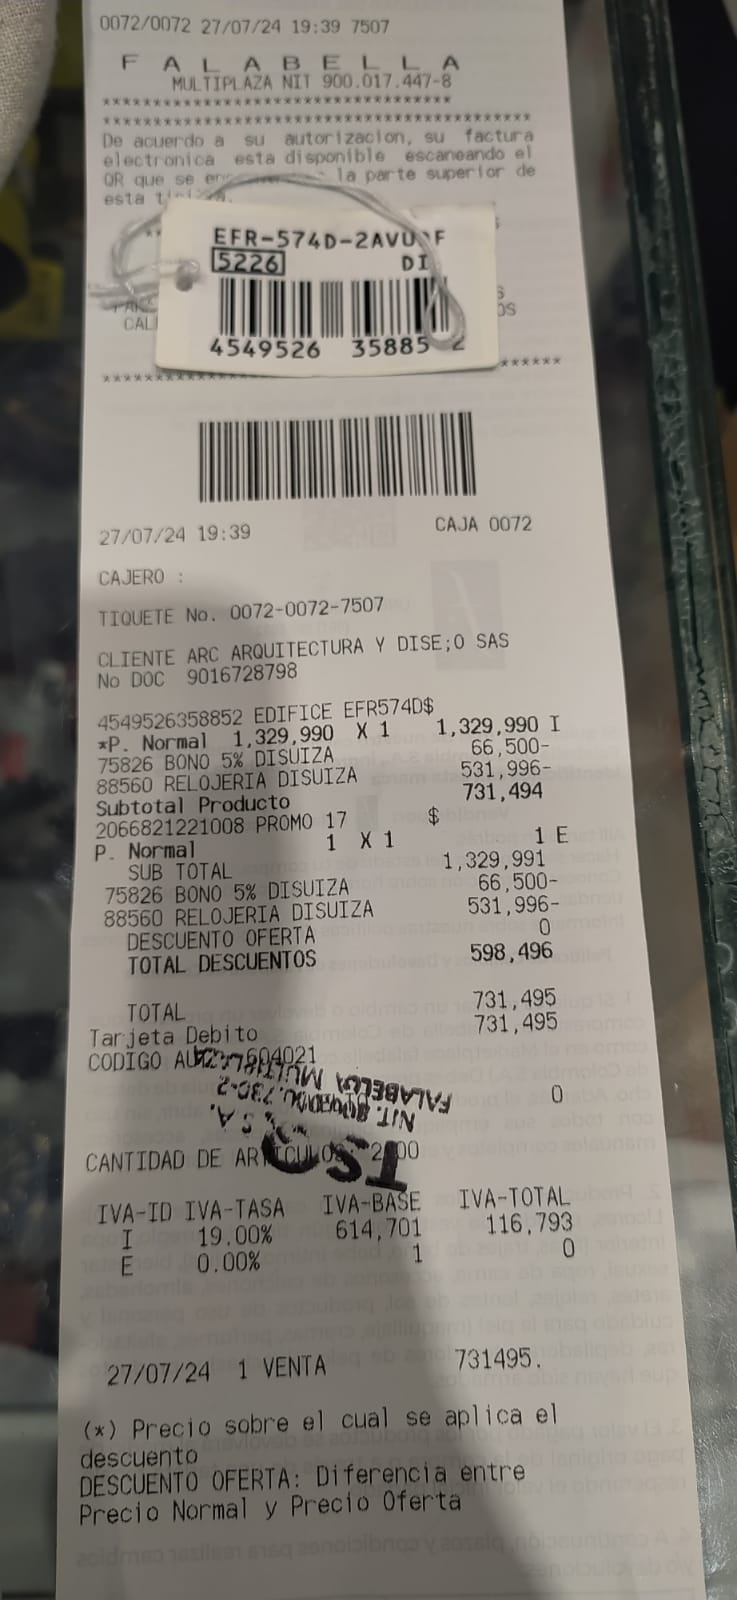 0072/0072 27/07/24 19:39 7507
F A L A B E L L A
MULTIPLAZA NIT 900.017.447-8
**********************************
******************************************
De acuerdo a su autorizacion, su factura
electronica esta disponible escaneando el
QR que se la parte superior de
esta
EFR-574D-2AVU F
5226 DI
CAL OS
4549526 35885 2
27/07/24 19:39 CAJA 0072
CAJERO :
TIQUETE No. 0072-0072-7507
CLIENTE ARC ARQUITECTURA Y DISE;O SAS
No DOC 9016728798
4549526358852 EDIFICE EFR574D$
*P. Normal 1,329,990 X 1 1,329,990 I
75826 BONO 5% DISUIZA 66,500-
88560 RELOJERIA DISUIZA 531,996-
Subtotal Producto 731,494
2066821221008 PROMO 17 $
P. Normal 1 X 1 1 E
SUB TOTAL 1,329,991
75826 BONO 5% DISUIZA 66,500-
88560 RELOJERIA DISUIZA 531,996-
DESCUENTO OFERTA 0
TOTAL DESCUENTOS 598,496
TOTAL 731,495
Tarjeta Debito 731,495
CODIGO 604021
FALABELLA MULTIPLAZA
NIT.
S.A.
0
CANTIDAD DE ARTICULOS: 2.00
IVA-ID IVA-TASA IVA-BASE IVA-TOTAL
I 19.00% 614,701 116,793
E 0.00% 1 0
27/07/24 1 VENTA 731495.
(*) Precio sobre el cual se aplica el
descuento
DESCUENTO OFERTA: Diferencia entre
Precio Normal y Precio Oferta